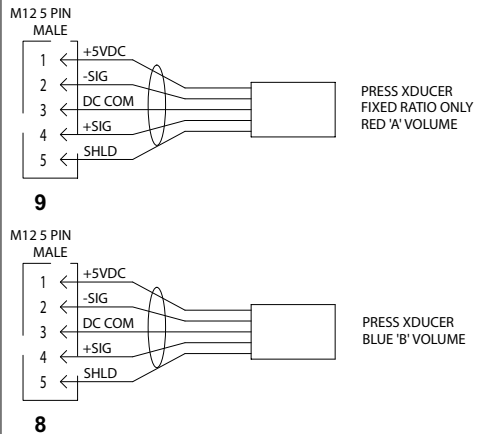 M12 5 PIN
MALE
1 +5VDC
2 -SIG
3 DC COM
4 +SIG
5 SHLD
PRESS XDUCER
FIXED RATIO ONLY
RED 'A' VOLUME
9
M12 5 PIN
MALE
1 +5VDC
2 -SIG
3 DC COM
4 +SIG
5 SHLD
PRESS XDUCER
BLUE 'B' VOLUME
8